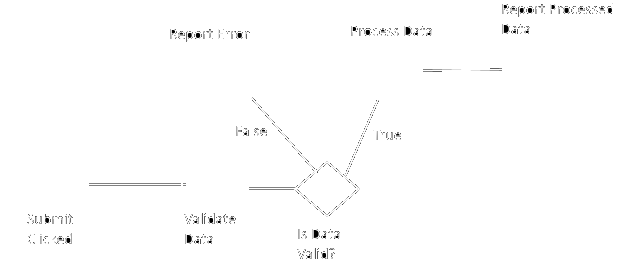 Report Processed
Data
Report Error
Process Data
False
True
Submit
Clicked
Validate
Data
Is Data
Valid?